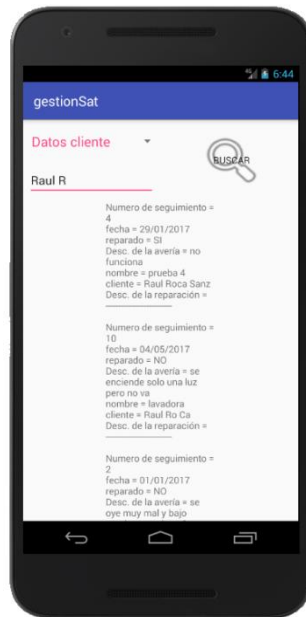 4G 6:44
gestionSat
Datos cliente
BUSCAR
Raul R
Numero de seguimiento =
4
fecha = 29/01/2017
reparado = SI
Desc. de la avería = no
funciona
nombre = prueba 4
cliente = Raul Roca Sanz
Desc. de la reparación =
Numero de seguimiento =
10
fecha = 04/05/2017
reparado = NO
Desc. de la avería = se
enciende solo una luz
pero no va
nombre = lavadora
cliente = Raul Ro Ca
Desc. de la reparación =
Numero de seguimiento =
2
fecha = 01/01/2017
reparado = NO
Desc. de la avería = se
oye muy mal y bajo